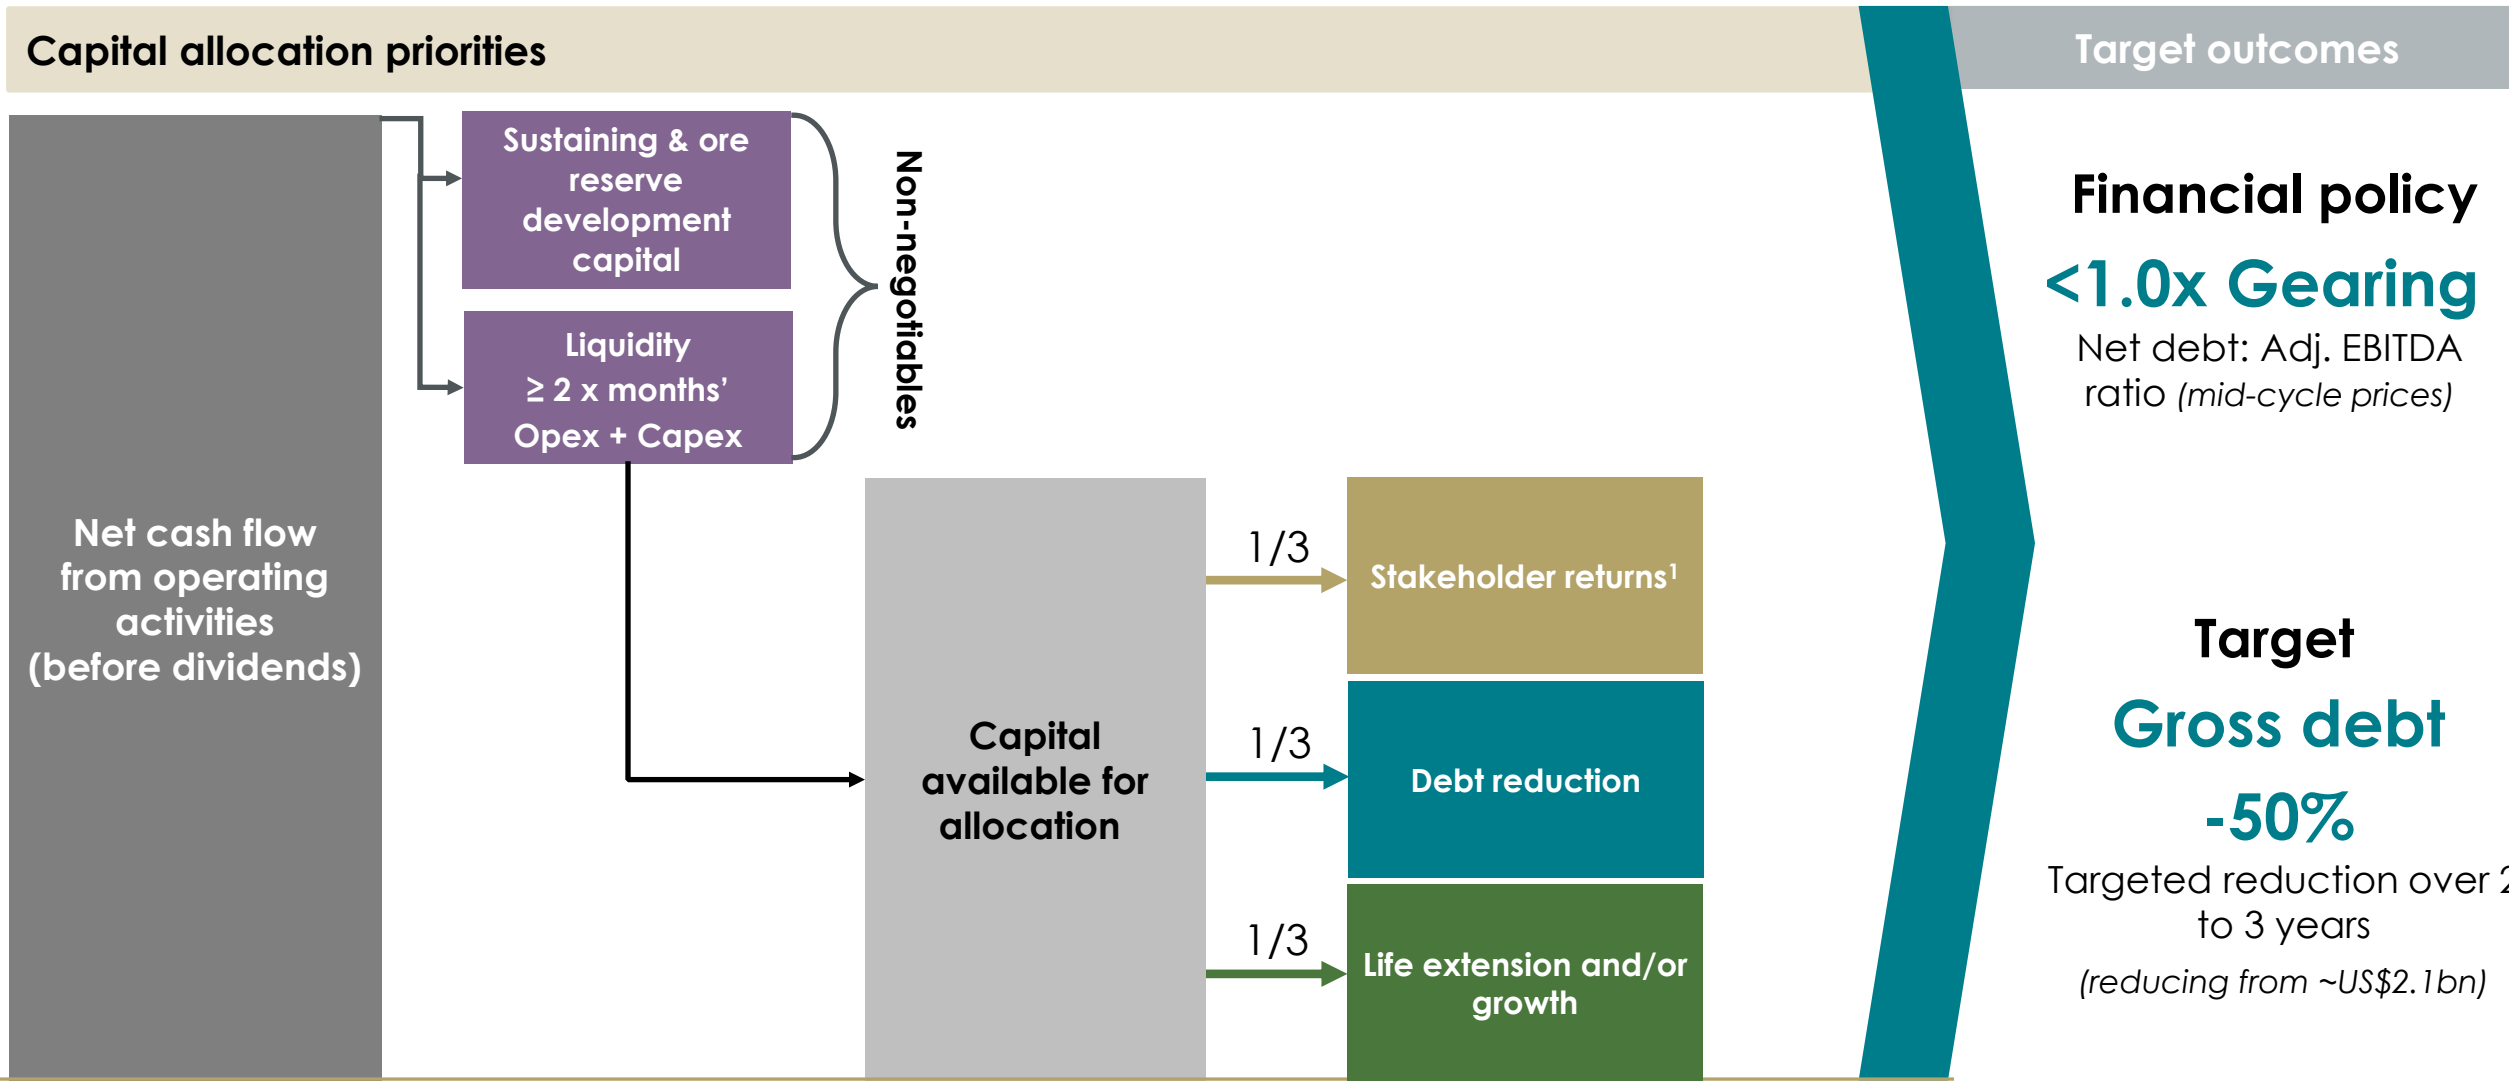 Capital allocation priorities
Target outcomes
Net cash flow
from operating
activities
(before dividends)
Sustaining & ore
reserve
development
capital
Liquidity
≥ 2 x months’
Opex + Capex
Non-negotiables
Capital
available for
allocation
1/3
Stakeholder returns¹
1/3
Debt reduction
1/3
Life extension and/or
growth
Financial policy
<1.0x Gearing
Net debt: Adj. EBITDA
ratio (mid-cycle prices)
Target
Gross debt
-50%
Targeted reduction over 2
to 3 years
(reducing from ~US$2.1bn)